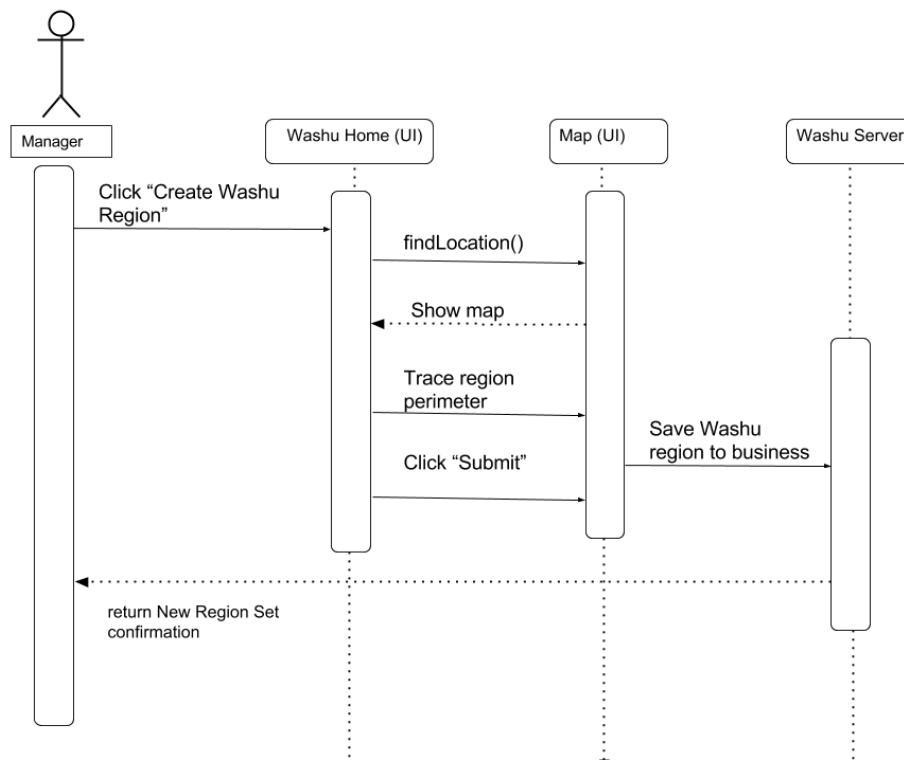 Manager
Washu Home (UI)
Map (UI)
Washu Server
Click “Create Washu
Region”
findLocation()
Show map
Trace region
perimeter
Save Washu
region to business
Click “Submit”
return New Region Set
confirmation